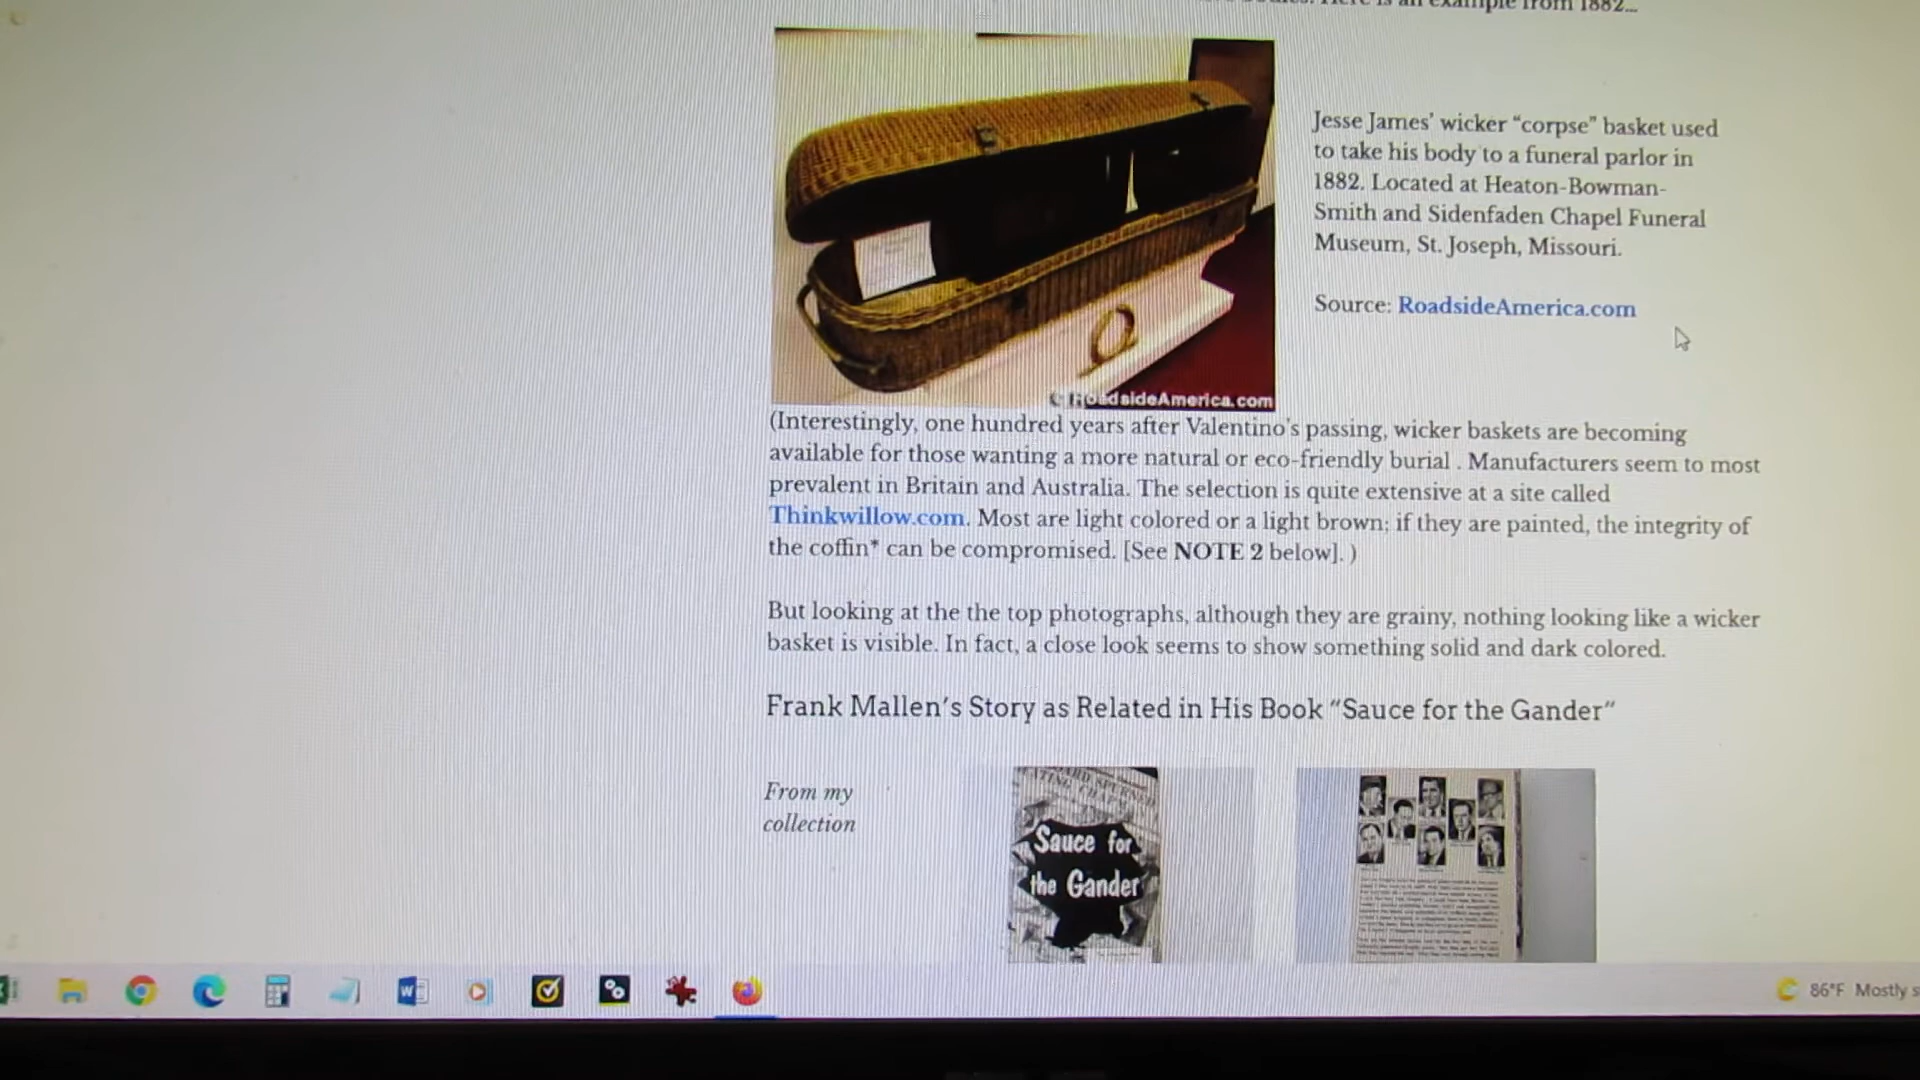 example from 1882...
Jesse James’ wicker “corpse” basket used
to take his body to a funeral parlor in
1882. Located at Heaton-Bowman-
Smith and Sidenfaden Chapel Funeral
Museum, St. Joseph, Missouri.
Source: RoadsideAmerica.com
RoadsideAmerica.com
(Interestingly, one hundred years after Valentino's passing, wicker baskets are becoming
available for those wanting a more natural or eco-friendly burial . Manufacturers seem to most
prevalent in Britain and Australia. The selection is quite extensive at a site called
Thinkwillow.com. Most are light colored or a light brown; if they are painted, the integrity of
the coffin* can be compromised. [See NOTE 2 below]. )
But looking at the the top photographs, although they are grainy, nothing looking like a wicker
basket is visible. In fact, a close look seems to show something solid and dark colored.
Frank Mallen’s Story as Related in His Book “Sauce for the Gander”
From my
collection
Sauce for
the Gander
86°F Mostly s